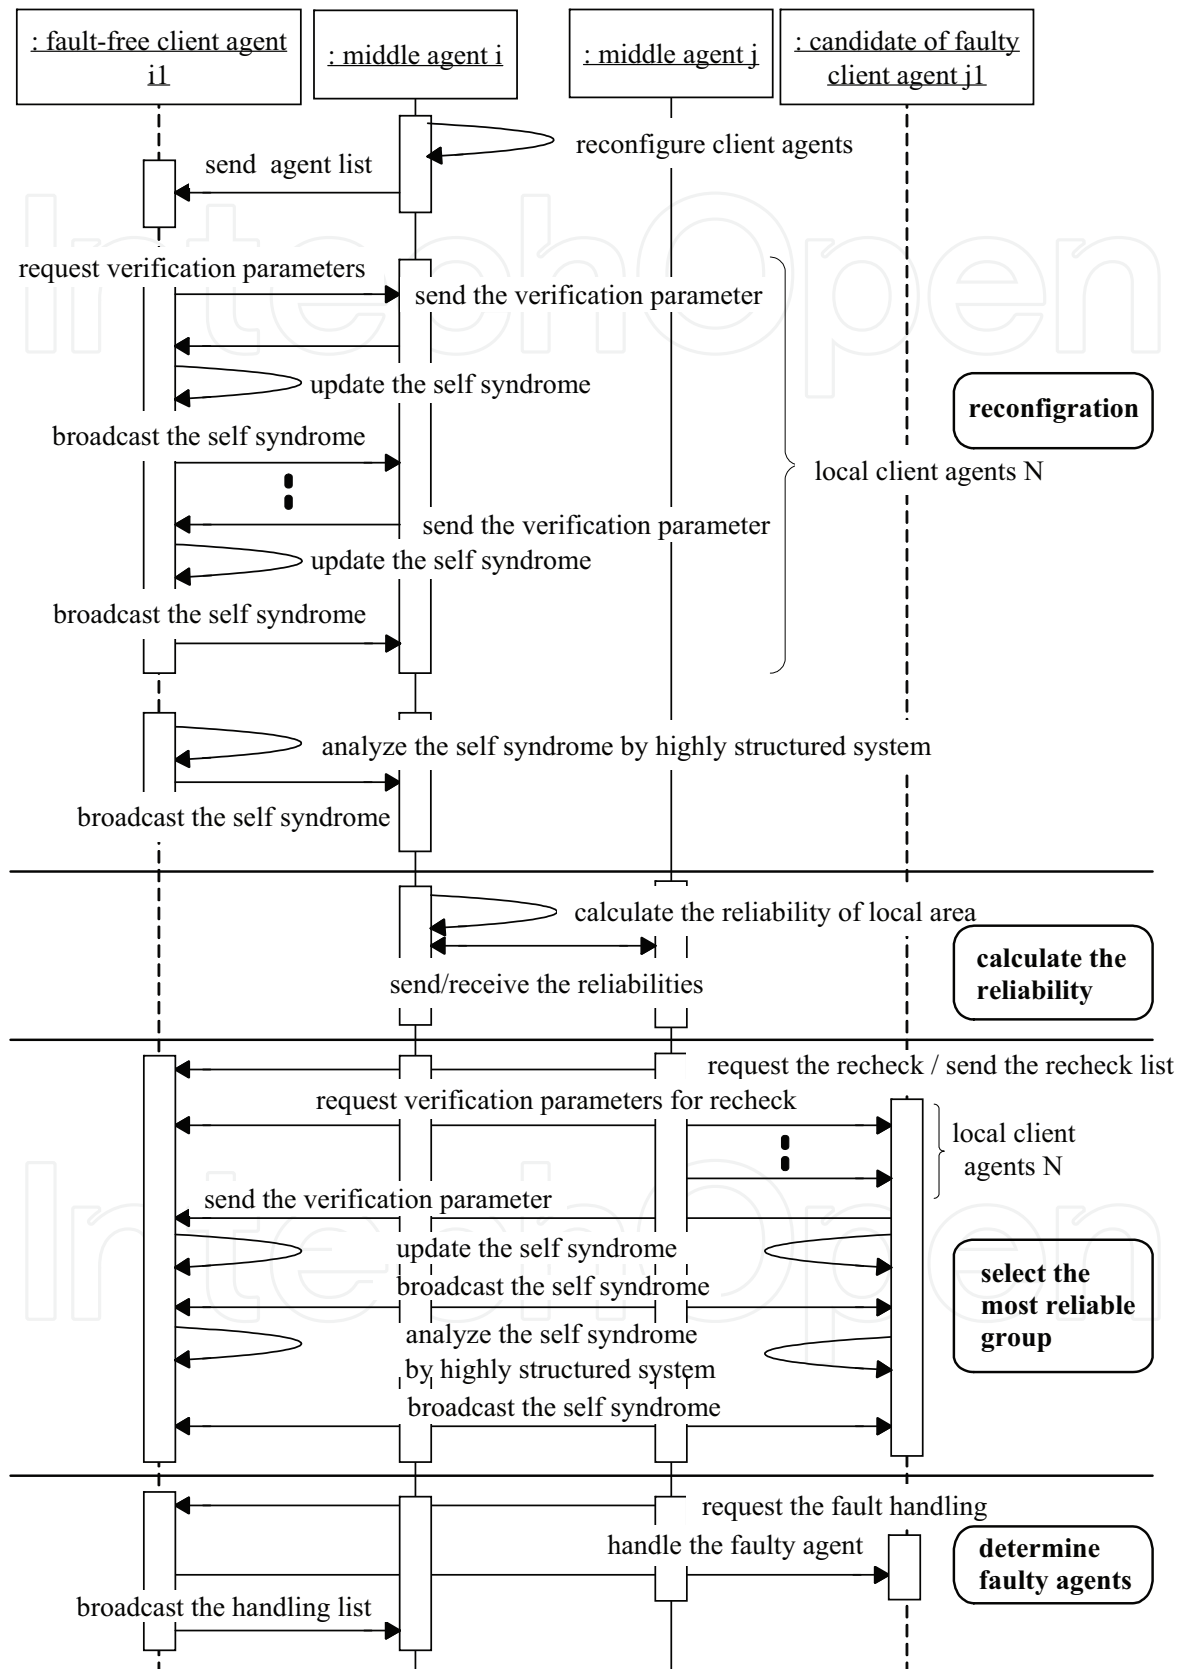 : fault-free client agent
i1
: middle agent i
: middle agent j
: candidate of faulty
client agent j1
reconfigure client agents
send agent list
request verification parameters
send the verification parameter
update the self syndrome
reconfigration
broadcast the self syndrome
local client agents N
send the verification parameter
update the self syndrome
broadcast the self syndrome
analyze the self syndrome by highly structured system
broadcast the self syndrome
calculate the reliability of local area
calculate the
reliability
send/receive the reliabilities
request the recheck / send the recheck list
request verification parameters for recheck
local client
agents N
send the verification parameter
update the self syndrome
broadcast the self syndrome
select the
most reliable
group
analyze the self syndrome
by highly structured system
broadcast the self syndrome
request the fault handling
handle the faulty agent
determine
faulty agents
broadcast the handling list
IntechOpen
IntechOpen